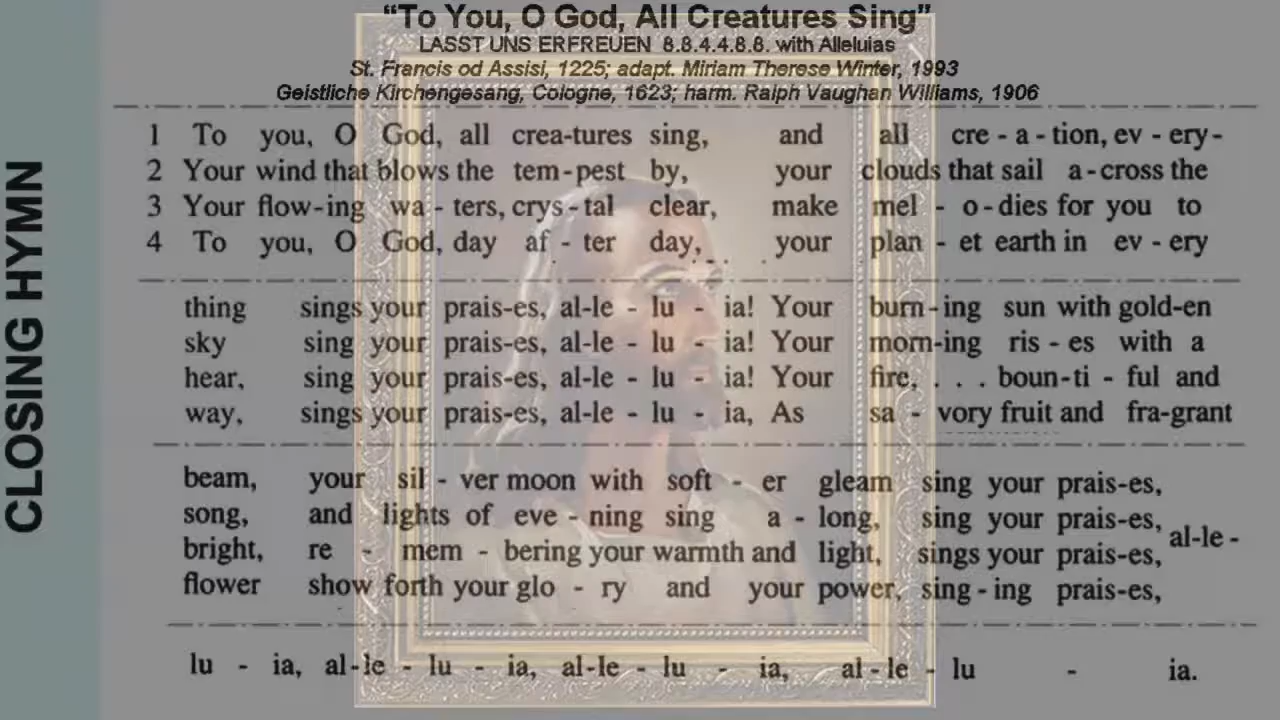 “To You, O God, All Creatures Sing”
LASST UNS ERFREUEN 8.8.4.4.8.8. with Alleluias
St. Francis od Assisi, 1225; adapt. Miriam Therese Winter, 1993
Geistliche Kirchengesang, Cologne, 1623; harm. Ralph Vaughan Williams, 1906
CLOSING HYMN
1 To you, O God, all crea-tures sing, and all cre - a - tion, ev - ery-
2 Your wind that blows the tem-pest by, your clouds that sail a-cross the
3 Your flow-ing wa - ters, crys - tal clear, make mel - o-dies for you to
4 To you, O God, day af - ter day, your plan - et earth in ev - ery
thing sings your prais-es, al-le - lu - ia! Your burn-ing sun with gold-en
sky sing your prais-es, al-le - lu - ia! Your morn-ing ris - es with a
hear, sing your prais-es, al-le - lu - ia! Your fire, . . . boun-ti - ful and
way, sings your prais-es, al-le - lu - ia, As sa - vory fruit and fra-grant
beam, your sil - ver moon with soft - er gleam sing your prais-es,
song, and lights of eve - ning sing a - long, sing your prais-es,
bright, re - mem - bering your warmth and light, sings your prais-es, al-le -
flower show forth your glo - ry and your power, sing - ing prais-es,
lu - ia, al-le - lu - ia, al-le - lu - ia, al - le - lu - ia.